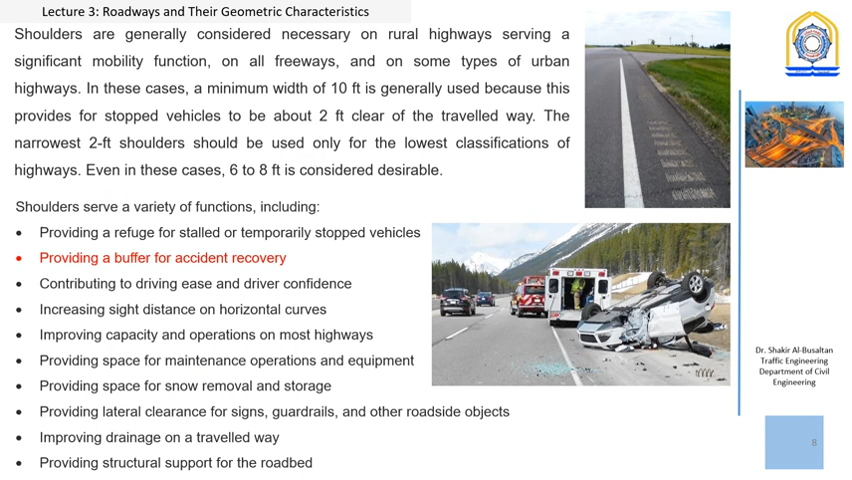 Lecture 3: Roadways and Their Geometric Characteristics
Shoulders are generally considered necessary on rural highways serving a
significant mobility function, on all freeways, and on some types of urban
highways. In these cases, a minimum width of 10 ft is generally used because this
provides for stopped vehicles to be about 2 ft clear of the travelled way. The
narrowest 2-ft shoulders should be used only for the lowest classifications of
highways. Even in these cases, 6 to 8 ft is considered desirable.
Shoulders serve a variety of functions, including:
• Providing a refuge for stalled or temporarily stopped vehicles
• Providing a buffer for accident recovery
• Contributing to driving ease and driver confidence
• Increasing sight distance on horizontal curves
• Improving capacity and operations on most highways
• Providing space for maintenance operations and equipment
• Providing space for snow removal and storage
• Providing lateral clearance for signs, guardrails, and other roadside objects
• Improving drainage on a travelled way
• Providing structural support for the roadbed
Dr. Shakir Al-Busaltan
Traffic Engineering
Department of Civil
Engineering
8